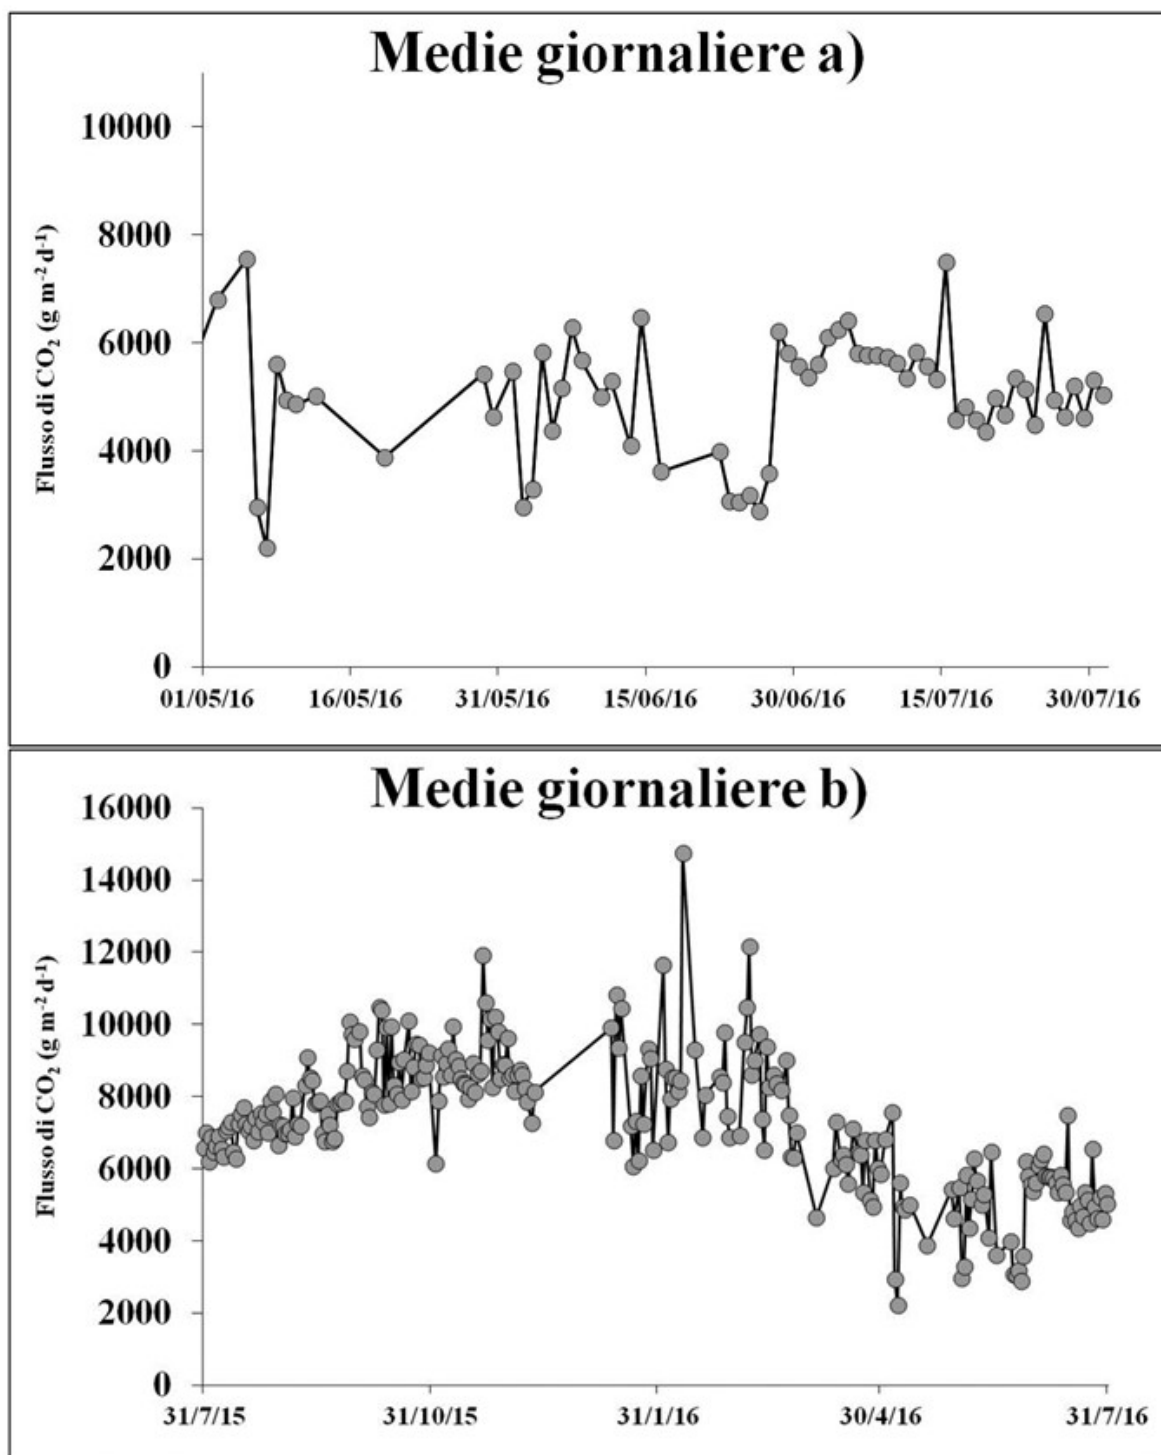 Medie giornaliere a)
Flusso di CO₂ (g m⁻² d⁻¹)
10000
8000
6000
4000
2000
0
01/05/16 16/05/16 31/05/16 15/06/16 30/06/16 15/07/16 30/07/16
Medie giornaliere b)
Flusso di CO₂ (g m⁻² d⁻¹)
16000
14000
12000
10000
8000
6000
4000
2000
0
31/7/15 31/10/15 31/1/16 30/4/16 31/7/16